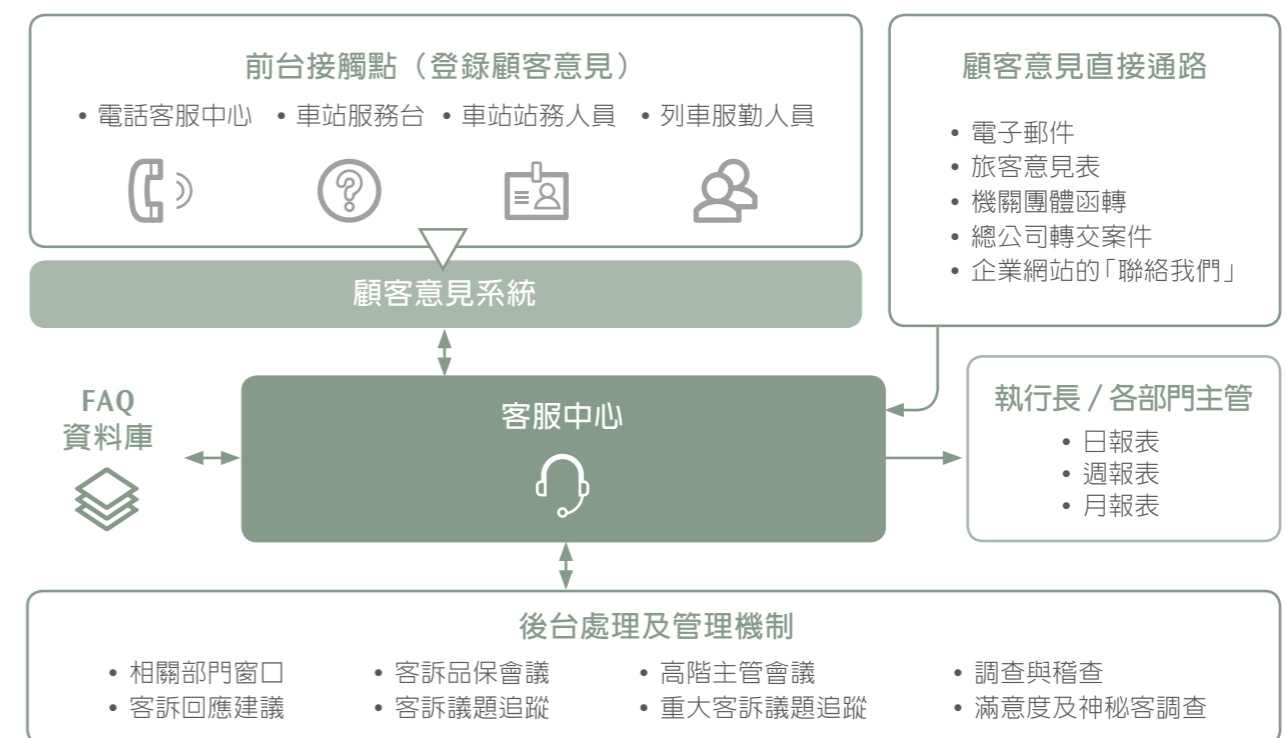 前台接觸點（登錄顧客意見）
• 電話客服中心 • 車站服務台 • 車站站務人員 • 列車服勤人員
顧客意見系統
顧客意見直接通路
• 電子郵件
• 旅客意見表
• 機關團體函轉
• 總公司轉交案件
• 企業網站的「聯絡我們」
FAQ
資料庫
客服中心
執行長 / 各部門主管
• 日報表
• 週報表
• 月報表
後台處理及管理機制
• 相關部門窗口 • 客訴品保會議 • 高階主管會議 • 調查與稽查
• 客訴回應建議 • 客訴議題追蹤 • 重大客訴議題追蹤 • 滿意度及神秘客調查